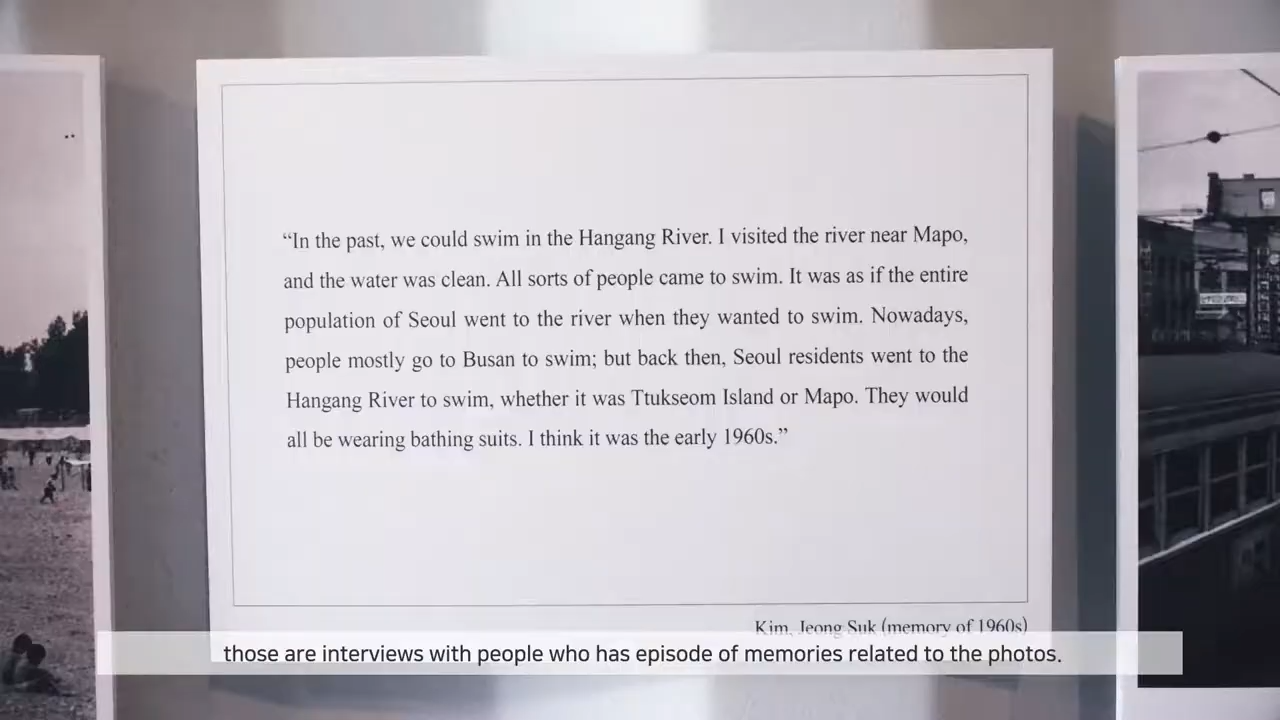 “In the past, we could swim in the Hangang River. I visited the river near Mapo,
and the water was clean. All sorts of people came to swim. It was as if the entire
population of Seoul went to the river when they wanted to swim. Nowadays,
people mostly go to Busan to swim; but back then, Seoul residents went to the
Hangang River to swim, whether it was Ttukseom Island or Mapo. They would
all be wearing bathing suits. I think it was the early 1960s.”
Kim, Jeong Suk (memory of 1960s)
those are interviews with people who has episode of memories related to the photos.